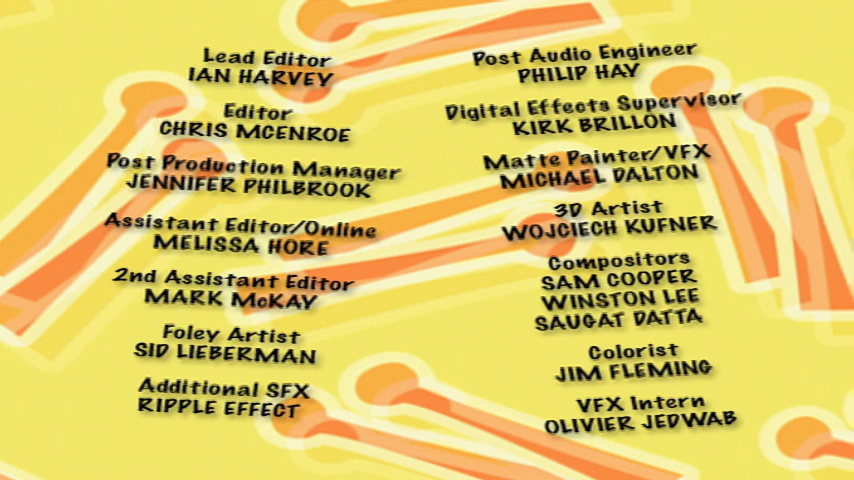 Lead Editor
IAN HARVEY
Editor
CHRIS MCENROE
Post Production Manager
JENNIFER PHILBROOK
Assistant Editor/Online
MELISSA HORE
2nd Assistant Editor
MARK McKAY
Foley Artist
SID LIEBERMAN
Additional SFX
RIPPLE EFFECT
Post Audio Engineer
PHILIP HAY
Digital Effects Supervisor
KIRK BRILLON
Matte Painter/VFX
MICHAEL DALTON
3D Artist
WOJCIECH KUFNER
Compositors
SAM COOPER
WINSTON LEE
SAUGAT DATTA
Colorist
JIM FLEMING
VFX Intern
OLIVIER JEDWAB